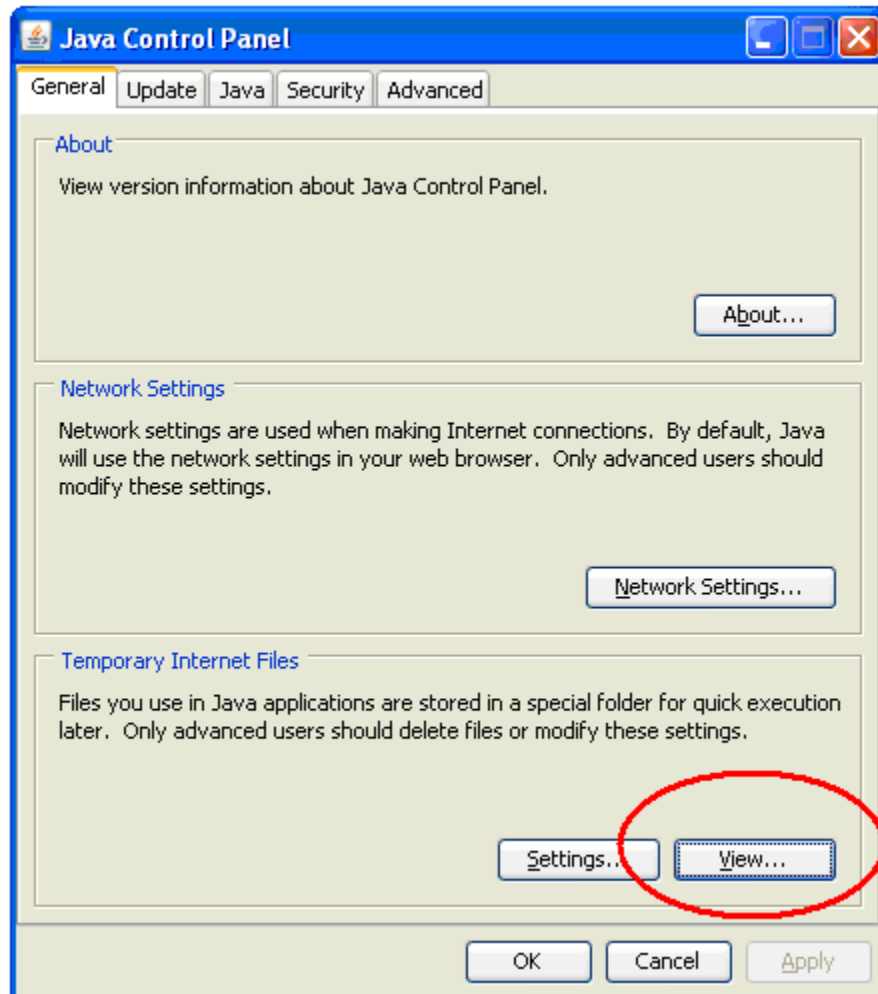 Java Control Panel
General Update Java Security Advanced
About
View version information about Java Control Panel.
About...
Network Settings
Network settings are used when making Internet connections. By default, Java
will use the network settings in your web browser. Only advanced users should
modify these settings.
Network Settings...
Temporary Internet Files
Files you use in Java applications are stored in a special folder for quick execution
later. Only advanced users should delete files or modify these settings.
Settings... View...
OK Cancel Apply